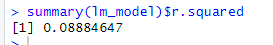 > summary(lm_model)$r.squared
[1] 0.08884647
>